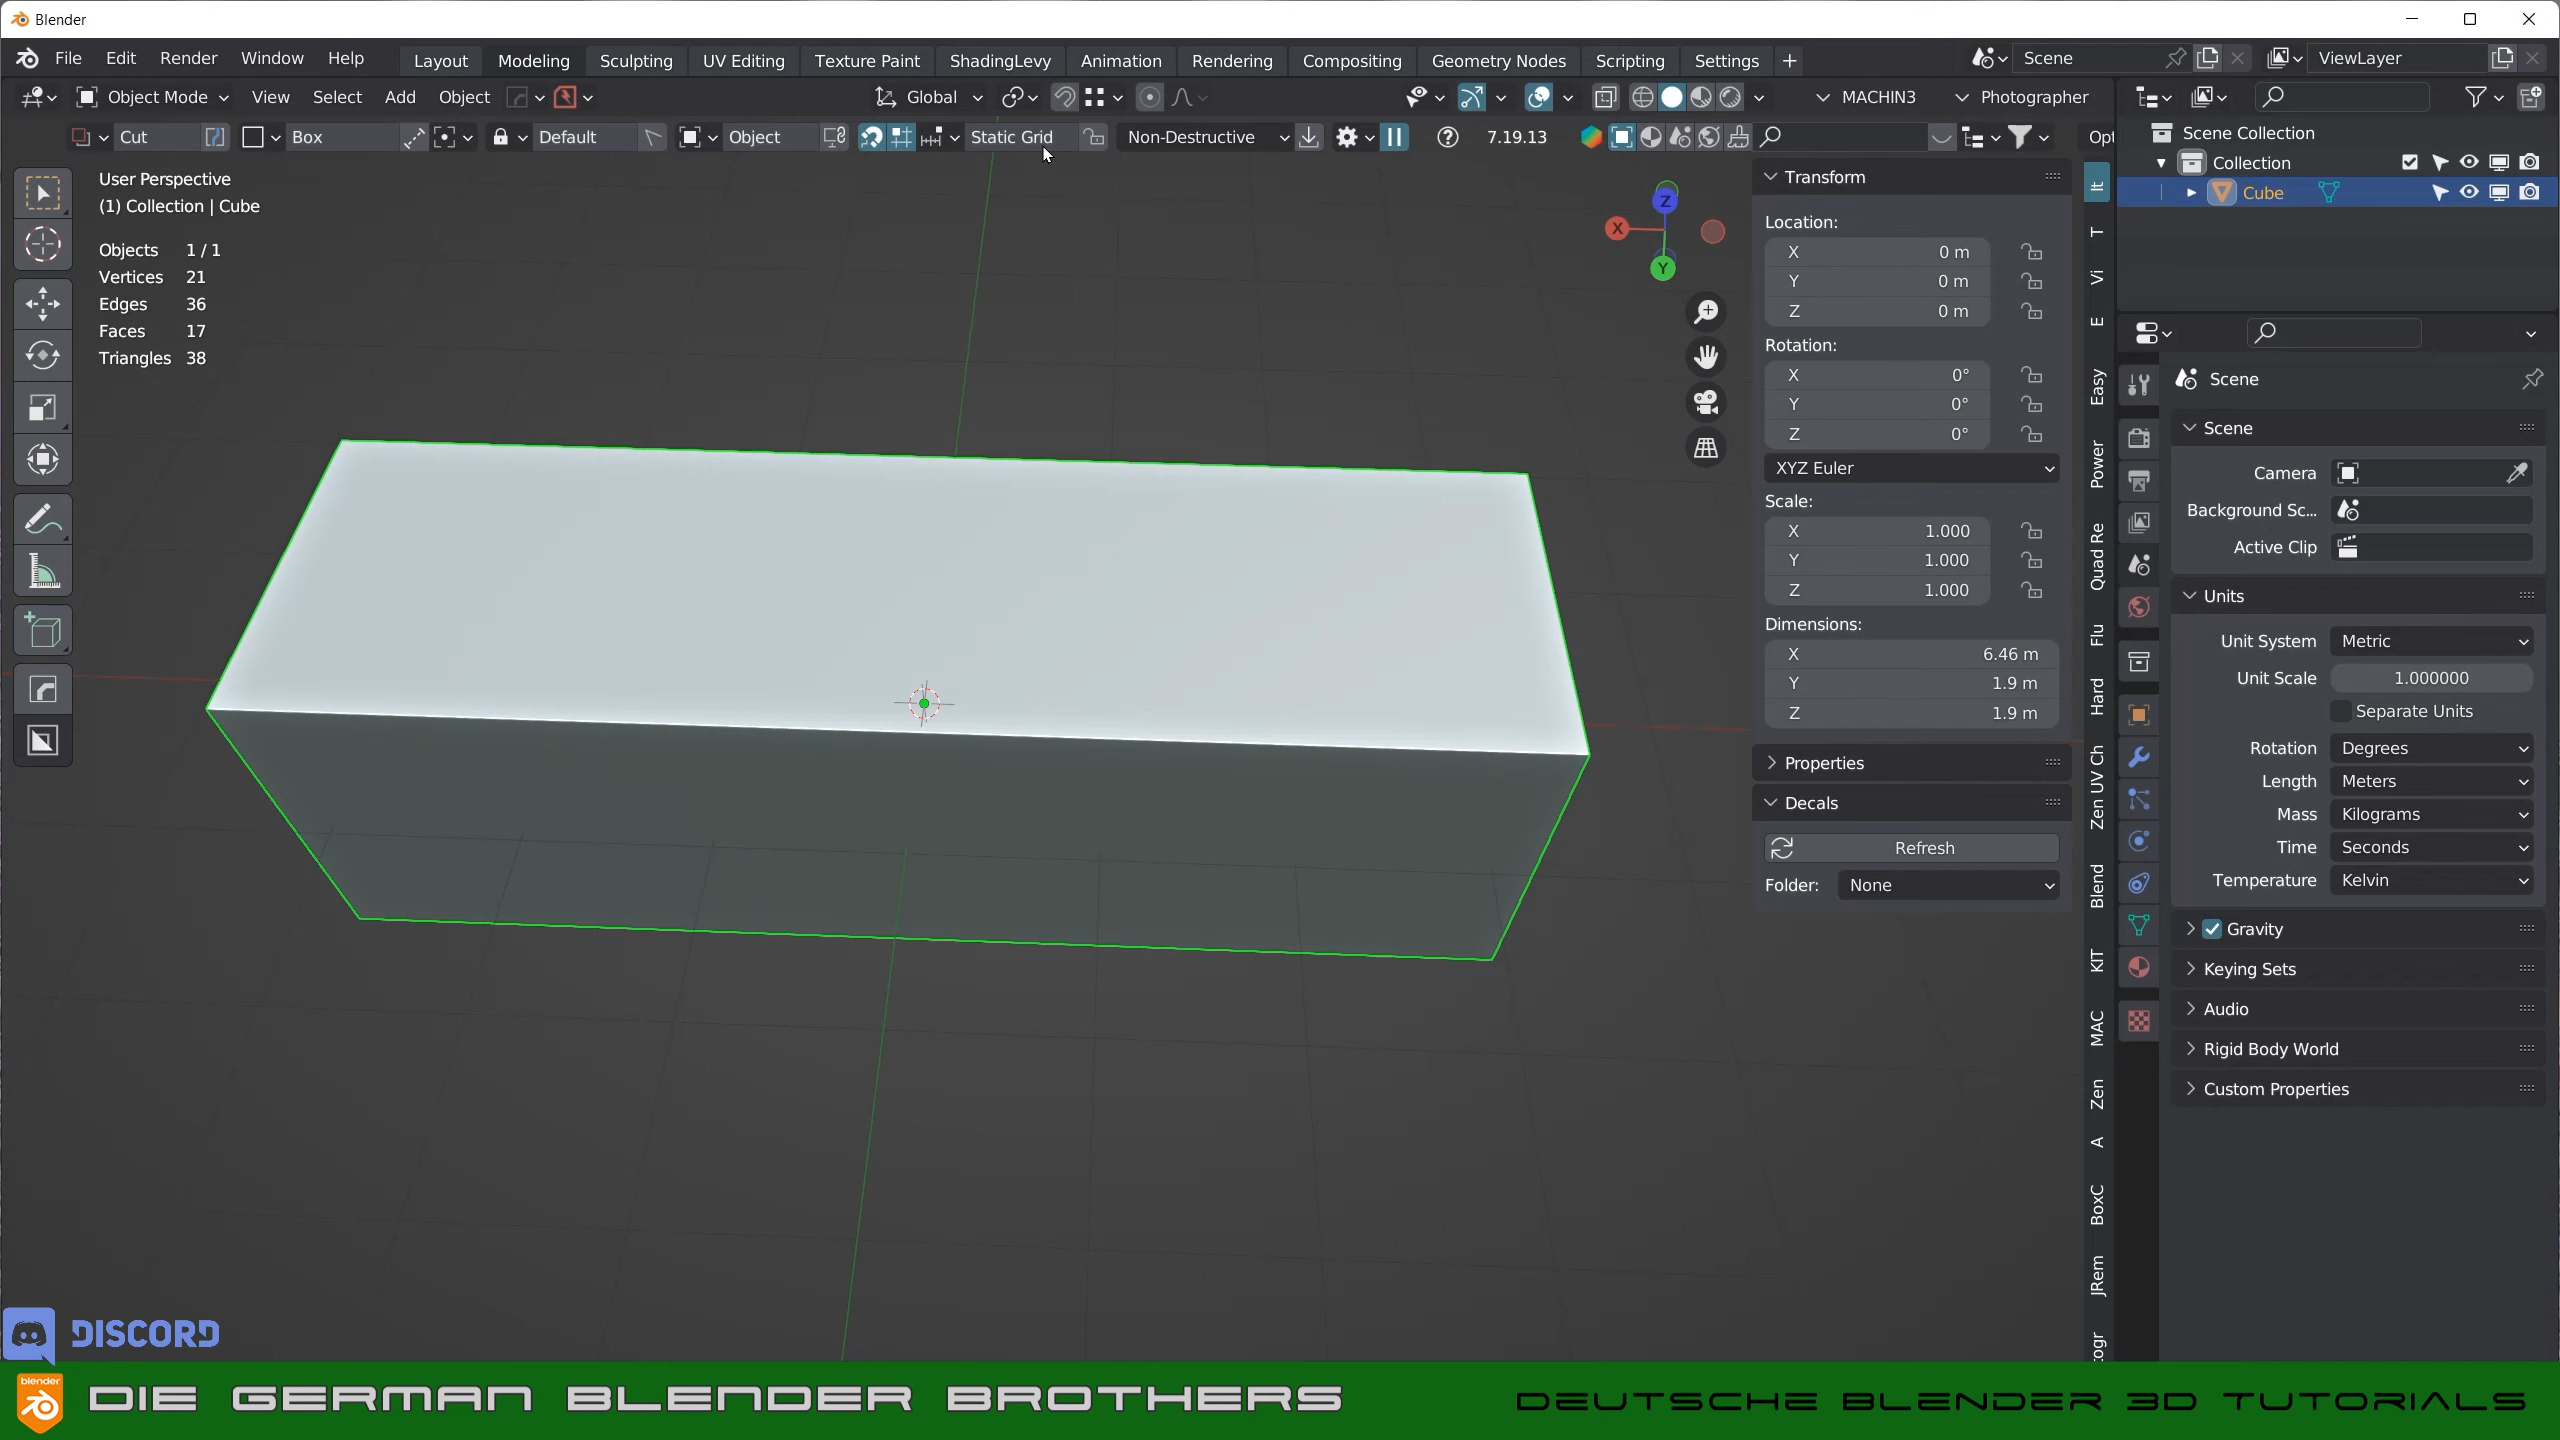 Blender
File Edit Render Window Help Layout Modeling Sculpting UV Editing Texture Paint ShadingLevy Animation Rendering Compositing Geometry Nodes Scripting Settings + Scene ViewLayer
Object Mode View Select Add Object Global MACHIN3 Photographer
Cut Box Default Object Static Grid Non-Destructive 7.19.13 Opt
User Perspective
(1) Collection | Cube
Objects 1 / 1
Vertices 21
Edges 36
Faces 17
Triangles 38
X
Y
Z
Transform
Location:
X 0 m
Y 0 m
Z 0 m
Rotation:
X 0°
Y 0°
Z 0°
XYZ Euler
Scale:
X 1.000
Y 1.000
Z 1.000
Dimensions:
X 6.46 m
Y 1.9 m
Z 1.9 m
Properties
Decals
Refresh
Folder: None
It
T
Vi
E
Easy
Power
Quad Re
Flu
Hard
Zen UV Ch
Blend
KIT
MAC
Zen
A
BoxC
JRem
ogr
Scene Collection
Collection
Cube
Scene
Scene
Camera
Background Sc...
Active Clip
Units
Unit System Metric
Unit Scale 1.000000
Separate Units
Rotation Degrees
Length Meters
Mass Kilograms
Time Seconds
Temperature Kelvin
Gravity
Keying Sets
Audio
Rigid Body World
Custom Properties
DISCORD
blender
DIE GERMAN BLENDER BROTHERS
DEUTSCHE BLENDER 3D TUTORIALS